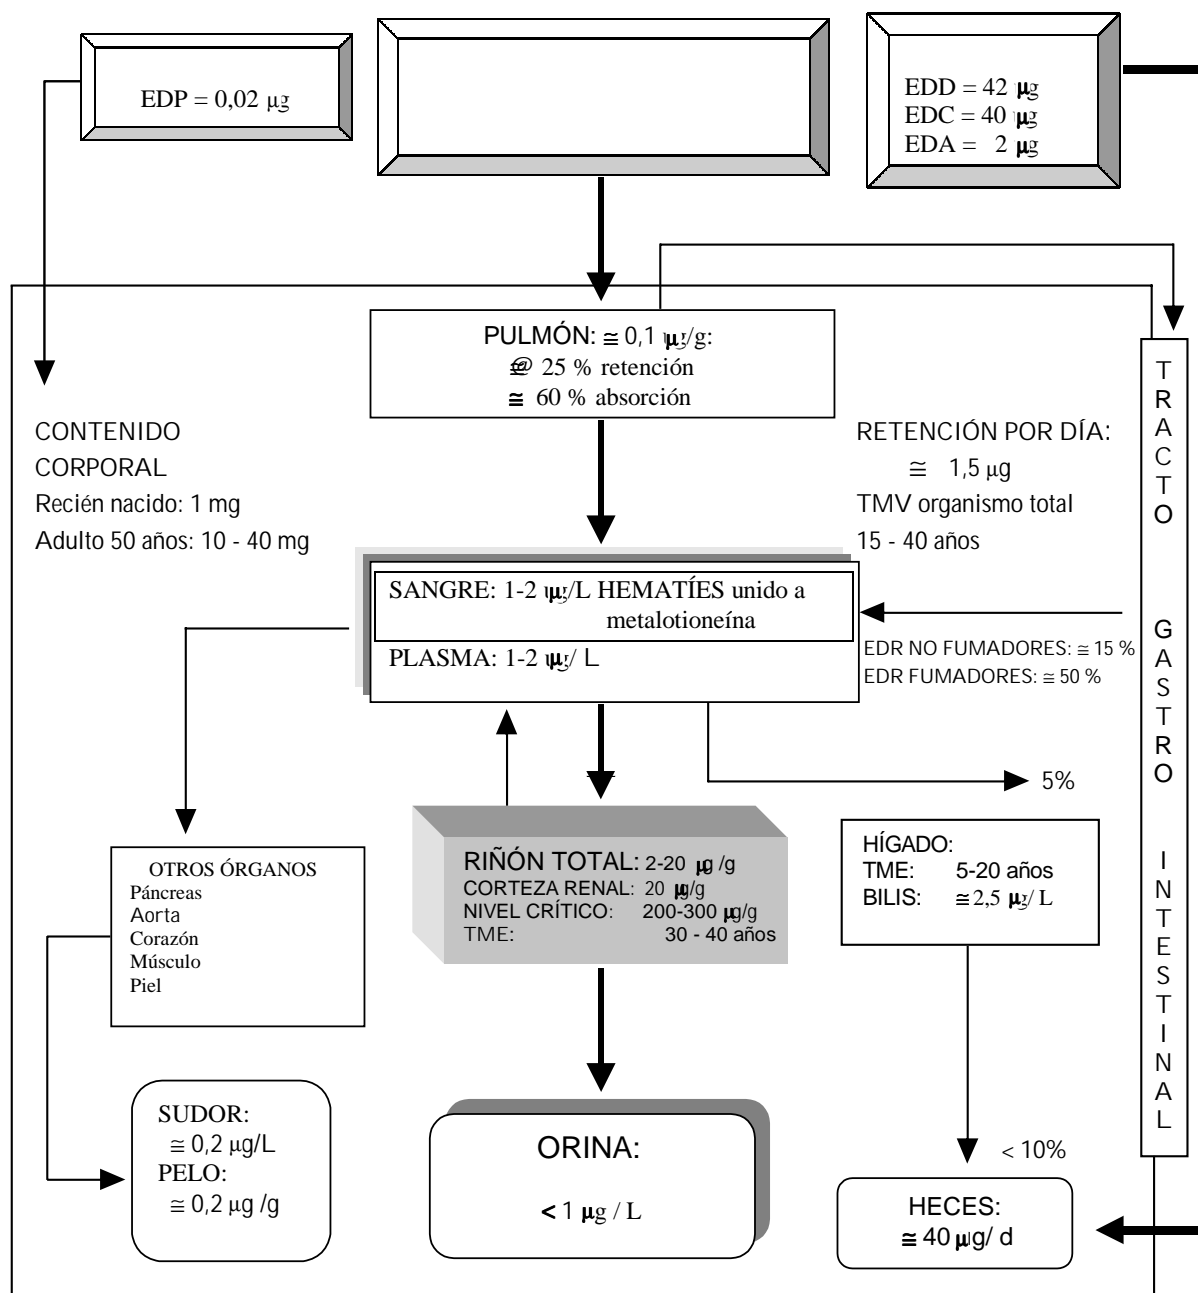 EDP = 0,02 µg
EDD = 42 µg
EDC = 40 µg
EDA = 2 µg
PULMÓN: ≅ 0,1 µg/g:
≅ 25 % retención
≅ 60 % absorción
CONTENIDO
CORPORAL
Recién nacido: 1 mg
Adulto 50 años: 10 - 40 mg
RETENCIÓN POR DÍA:
≅ 1,5 µg
TMV organismo total
15 - 40 años
SANGRE: 1-2 µg/L HEMATÍES unido a
metalotioneína
PLASMA: 1-2 µg/ L
EDR NO FUMADORES: ≅ 15 %
EDR FUMADORES: ≅ 50 %
TRACTO GASTRO INTESTINAL
5%
OTROS ÓRGANOS
Páncreas
Aorta
Corazón
Músculo
Piel
RIÑÓN TOTAL: 2-20 µg /g
CORTEZA RENAL: 20 µg/g
NIVEL CRÍTICO: 200-300 µg/g
TME: 30 - 40 años
HÍGADO:
TME: 5-20 años
BILIS: ≅ 2,5 µg/ L
SUDOR:
≅ 0,2 µg/L
PELO:
≅ 0,2 µg /g
ORINA:
< 1 µg / L
< 10%
HECES:
≅ 40 µg/ d